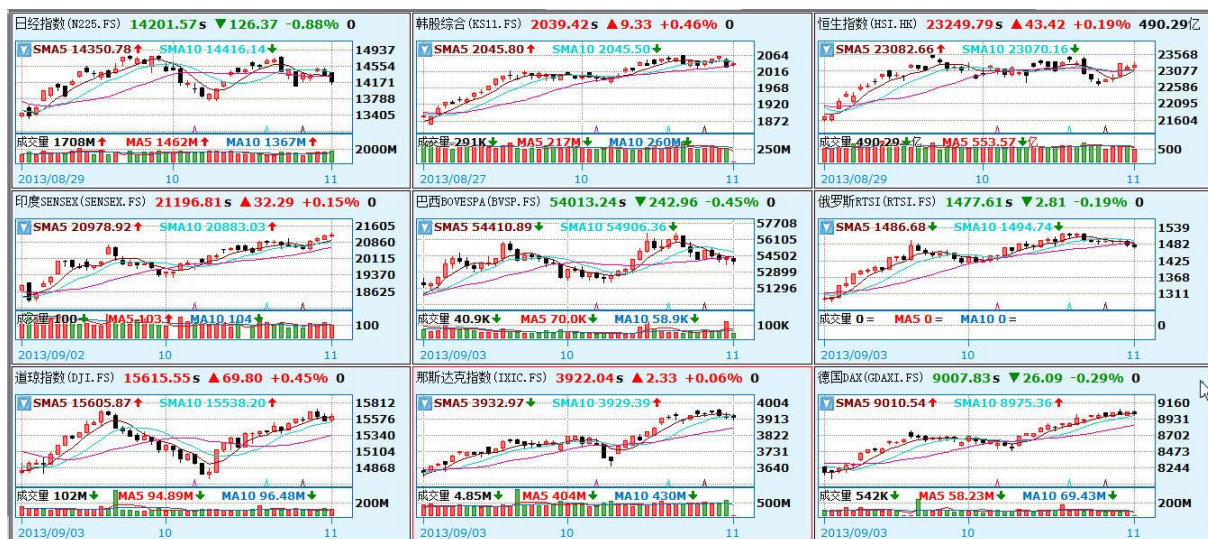 日经指数(N225.FS) 14201.57s ▼126.37 -0.88% 0
SMA5 14350.78↑ SMA10 14416.14↓
14937
14554
14171
13788
13405
成交量 1708M↑ MA5 1462M↑ MA10 1367M↑
2000M
2013/08/29 10 11
韩股综合(KS11.FS) 2039.42s ▲9.33 +0.46% 0
SMA5 2045.80↑ SMA10 2045.50↓
2064
2016
1968
1920
1872
成交量 291K↓ MA5 217M↓ MA10 260M↓
250M
2013/08/27 10 11
恒生指数(HSI.HK) 23249.79s ▲43.42 +0.19% 490.29亿
SMA5 23082.66↑ SMA10 23070.16↓
23568
23077
22586
22095
21604
成交量 490.29↓亿 MA5 553.57↓亿
500
2013/08/29 10 11
印度SENSEX(SENSEX.FS) 21196.81s ▲32.29 +0.15% 0
SMA5 20978.92↑ SMA10 20883.03↑
21605
20860
20115
19370
18625
成交量 100↓ MA5 103↑ MA10 104↓
100
2013/09/02 10 11
巴西BOVESPA(BVSP.FS) 54013.24s ▼242.96 -0.45% 0
SMA5 54410.89↓ SMA10 54906.36↓
57708
56105
54502
52899
51296
成交量 40.9K↓ MA5 70.0K↓ MA10 58.9K↓
100K
2013/09/03 10 11
俄罗斯RTSI(RTSI.FS) 1477.61s ▼2.81 -0.19% 0
SMA5 1486.68↓ SMA10 1494.74↓
1539
1482
1425
1368
1311
成交量 0= MA5 0= MA10 0=
0
2013/09/03 10 11
道琼指数(DJI.FS) 15615.55s ▲69.80 +0.45% 0
SMA5 15605.87↑ SMA10 15538.20↑
15812
15576
15340
15104
14868
成交量 102M↓ MA5 94.89M↓ MA10 96.48M↓
200M
2013/09/03 10 11
那斯达克指数(IXIC.FS) 3922.04s ▲2.33 +0.06% 0
SMA5 3932.97↓ SMA10 3929.39↑
4004
3913
3822
3731
3640
成交量 4.85M↓ MA5 404M↓ MA10 430M↓
500M
2013/09/03 10 11
德国DAX(GDAXI.FS) 9007.83s ▼26.09 -0.29% 0
SMA5 9010.54↑ SMA10 8975.36↑
9160
8931
8702
8473
8244
成交量 542K↓ MA5 58.23M↓ MA10 69.43M↓
200M
2013/09/03 10 11